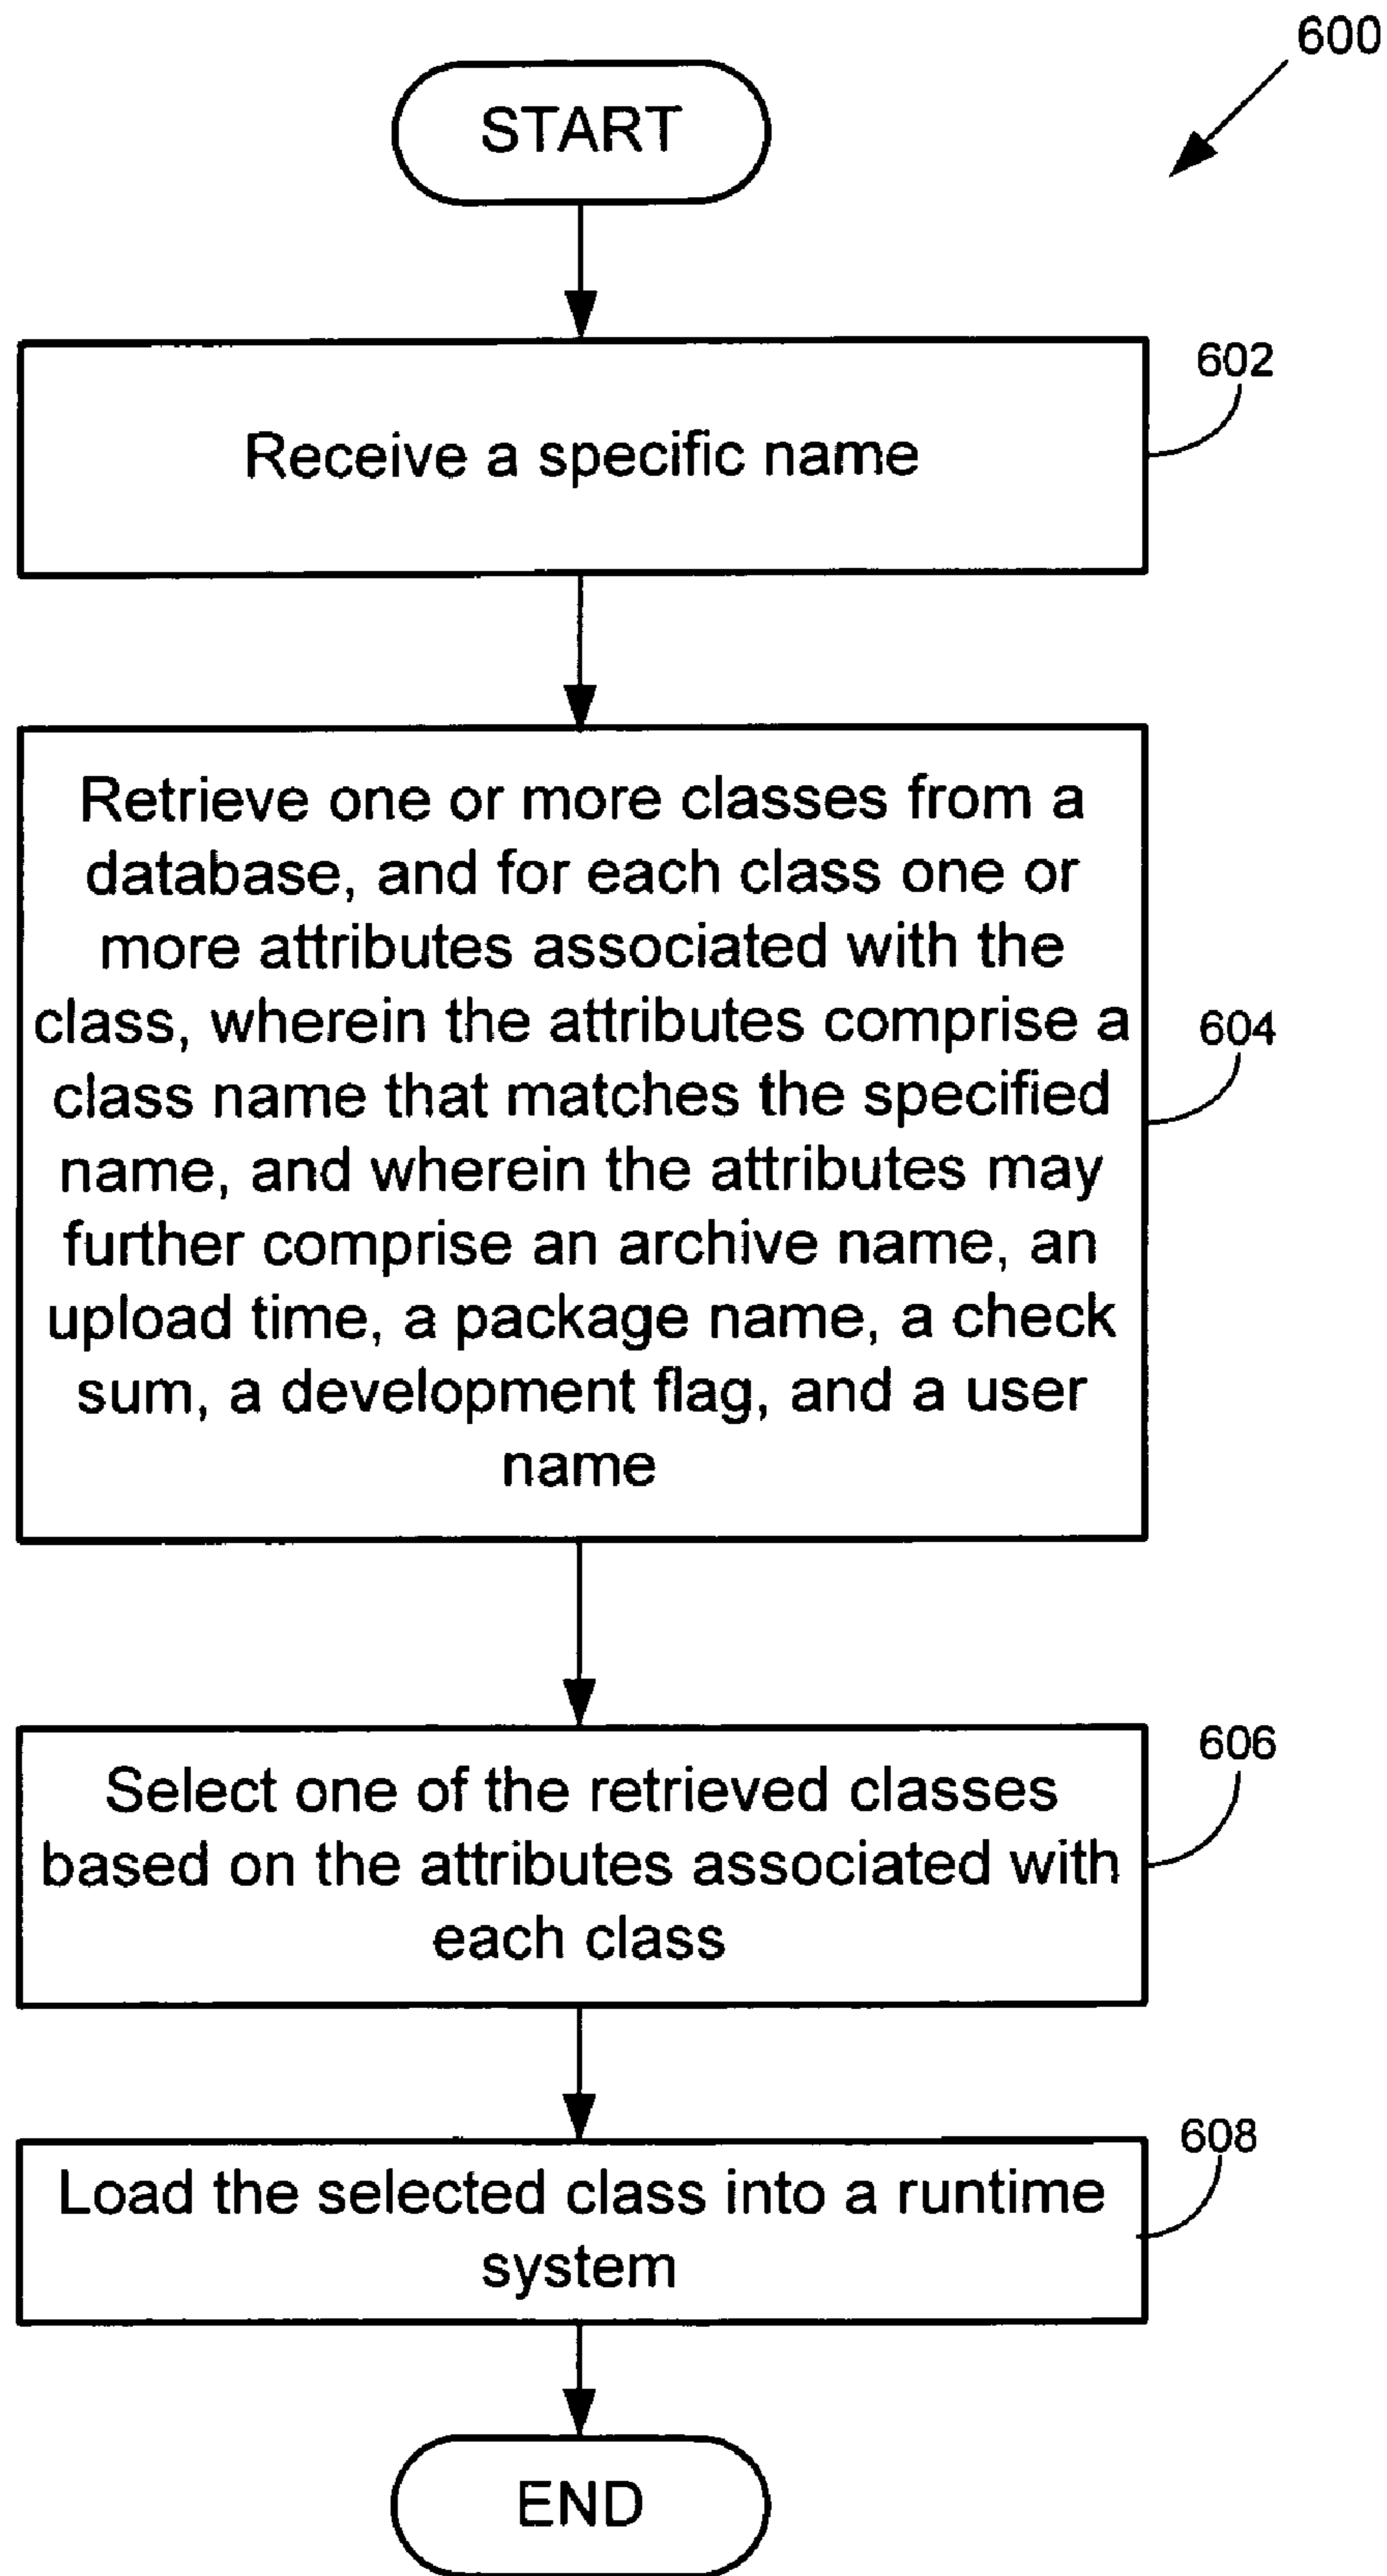 600
START
602
Receive a specific name
Retrieve one or more classes from a
database, and for each class one or
more attributes associated with the
class, wherein the attributes comprise a
604
class name that matches the specified
name, and wherein the attributes may
further comprise an archive name, an
upload time, a package name, a check
sum, a development flag, and a user
name
606
Select one of the retrieved classes
based on the attributes associated with
each class
608
Load the selected class into a runtime
system
END